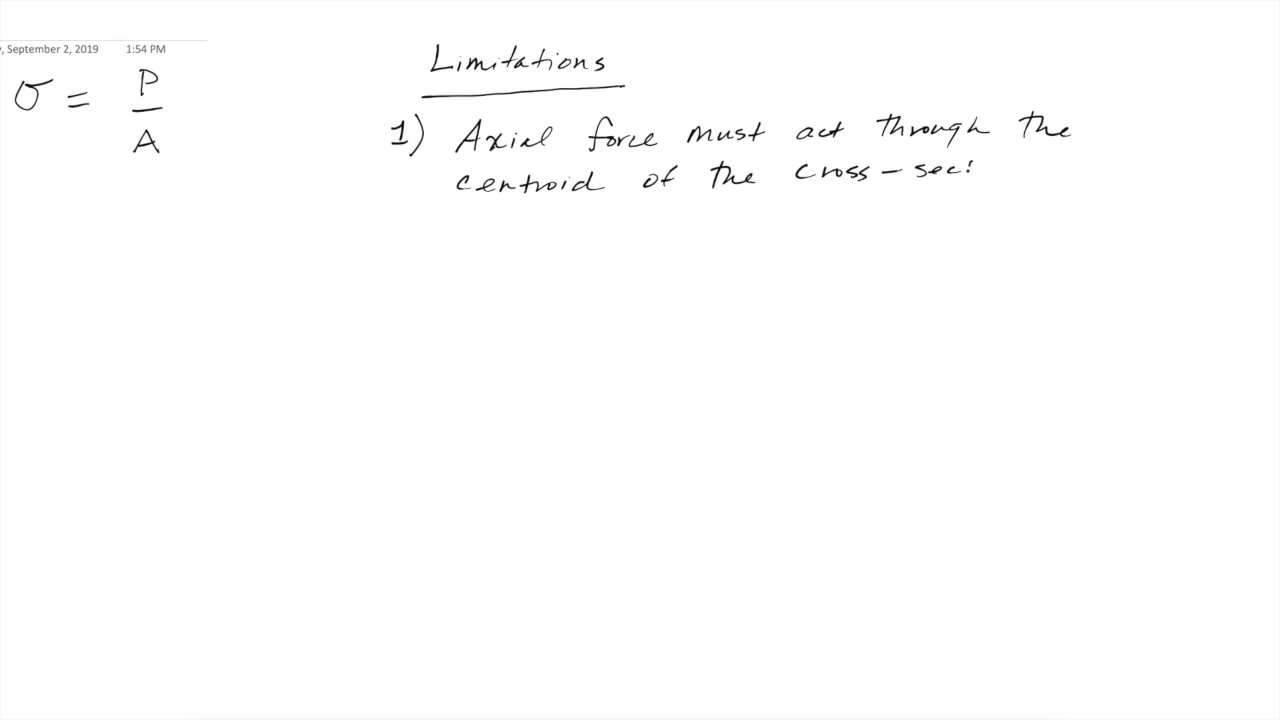 , September 2, 2019 1:54 PM
σ = P/A
Limitations
1) Axial force must act through the
centroid of the cross-sec